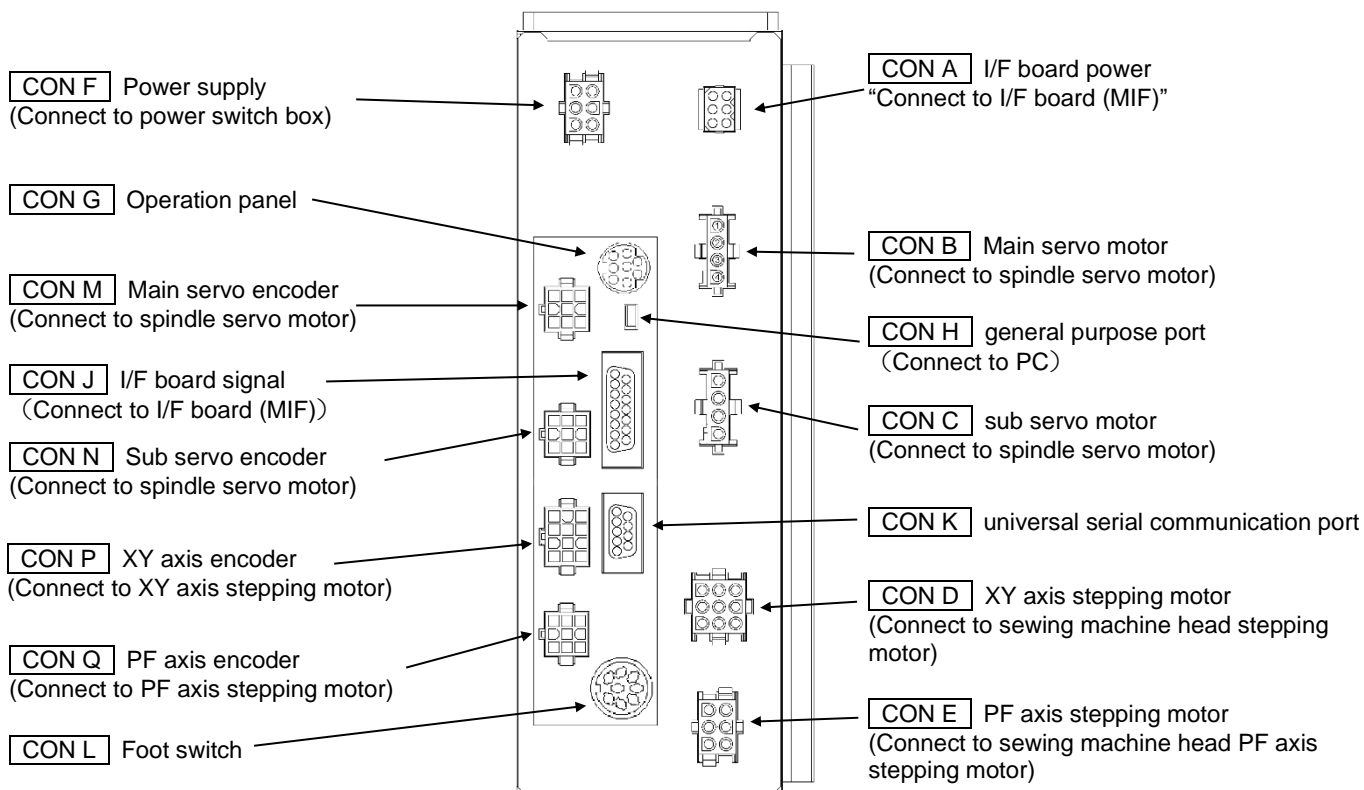 CON F Power supply
(Connect to power switch box)
CON G Operation panel
CON M Main servo encoder
(Connect to spindle servo motor)
CON J I/F board signal
（Connect to I/F board (MIF)）
CON N Sub servo encoder
(Connect to spindle servo motor)
CON P XY axis encoder
(Connect to XY axis stepping motor)
CON Q PF axis encoder
(Connect to PF axis stepping motor)
CON L Foot switch
CON A I/F board power
“Connect to I/F board (MIF)”
CON B Main servo motor
(Connect to spindle servo motor)
CON H general purpose port
（Connect to PC）
CON C sub servo motor
(Connect to spindle servo motor)
CON K universal serial communication port
CON D XY axis stepping motor
(Connect to sewing machine head stepping
motor)
CON E PF axis stepping motor
(Connect to sewing machine head PF axis
stepping motor)
1
2
3
4